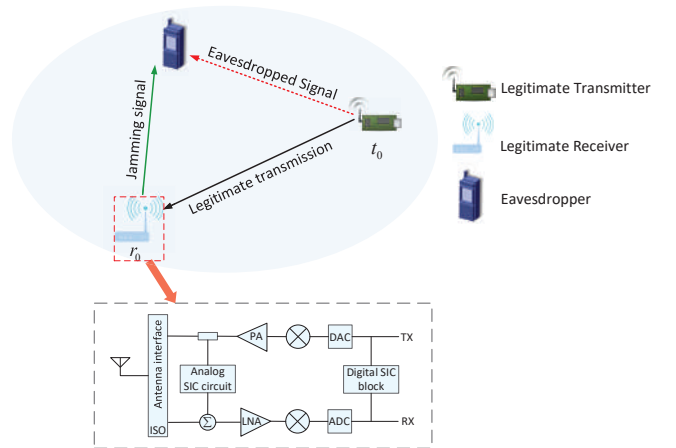 Eavesdropped Signal
Jamming signal
Legitimate transmission
t0
r0
Legitimate Transmitter
Legitimate Receiver
Eavesdropper
Antenna interface
ISO
PA
DAC
TX
Analog
SIC circuit
Digital SIC
block
Σ
LNA
ADC
RX